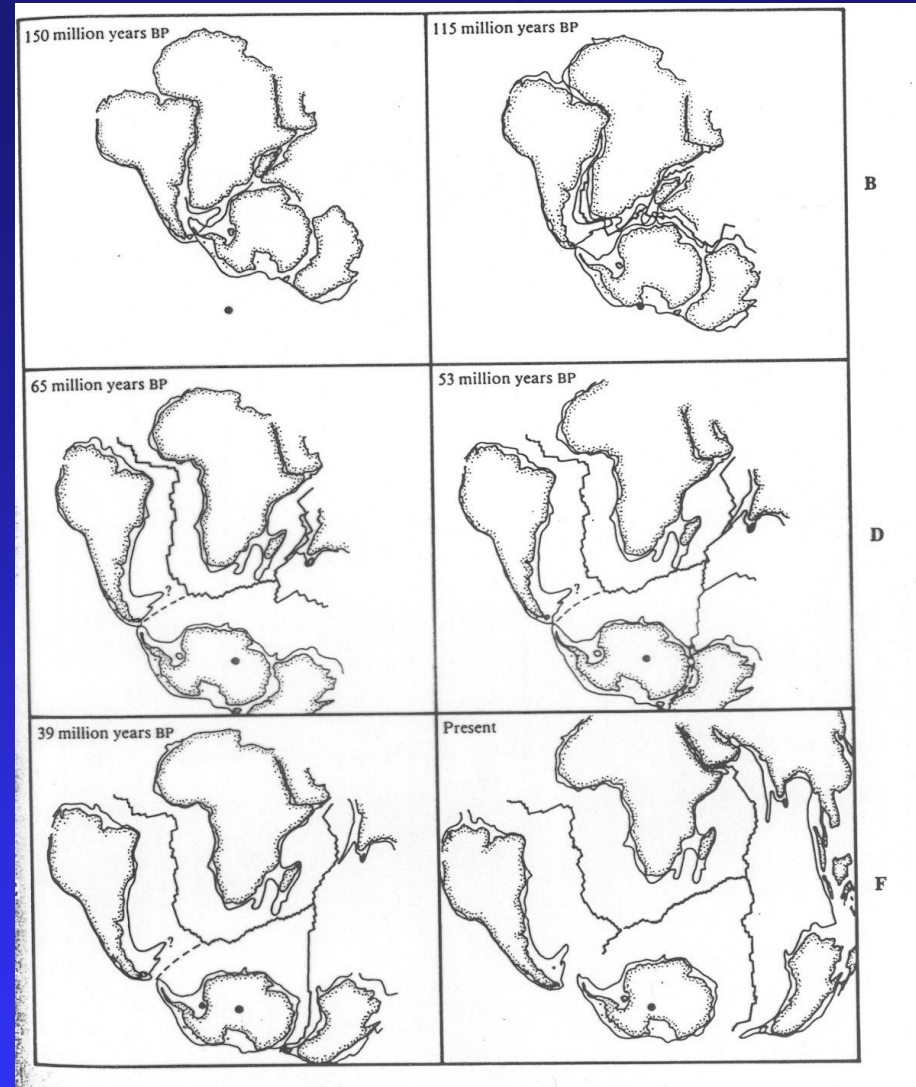 150 million years BP
115 million years BP
B
65 million years BP
53 million years BP
?
?
D
39 million years BP
Present
?
F